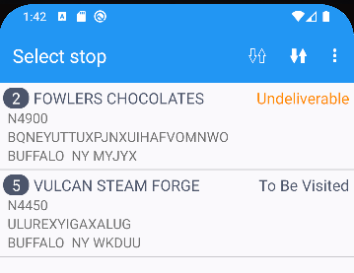 1:42
Select stop
2 FOWLERS CHOCOLATES Undeliverable
N4900
BQNEYUTTUXPJNXUIHAFVOMNWO
BUFFALO NY MYJYX
5 VULCAN STEAM FORGE To Be Visited
N4450
ULUREXYIGAXALUG
BUFFALO NY WKDUU